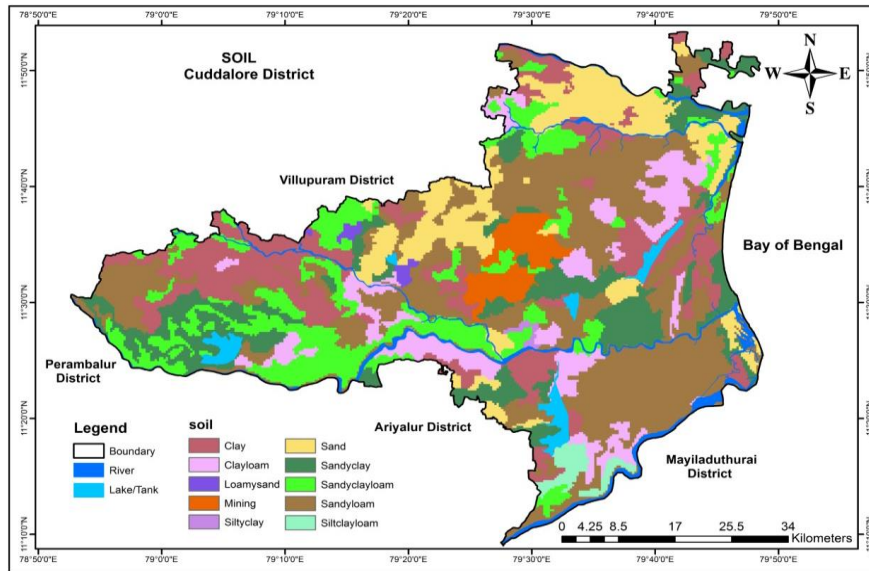 78°50'0"E 79°0'0"E 79°10'0"E 79°20'0"E 79°30'0"E 79°40'0"E 79°50'0"E
SOIL
Cuddalore District
N
W E
S
11°50'0"N
11°40'0"N
11°30'0"N
11°20'0"N
11°10'0"N
Villupuram District
Bay of Bengal
Perambalur
District
Ariyalur District
Mayiladuthurai
District
Legend
Boundary
River
Lake/Tank
soil
Clay
Clayloam
Loamysand
Mining
Siltyclay
Sand
Sandyclay
Sandyclayloam
Sandyloam
Siltclayloam
0 4.25 8.5 17 25.5 34
Kilometers
78°50'0"E 79°0'0"E 79°10'0"E 79°20'0"E 79°30'0"E 79°40'0"E 79°50'0"E